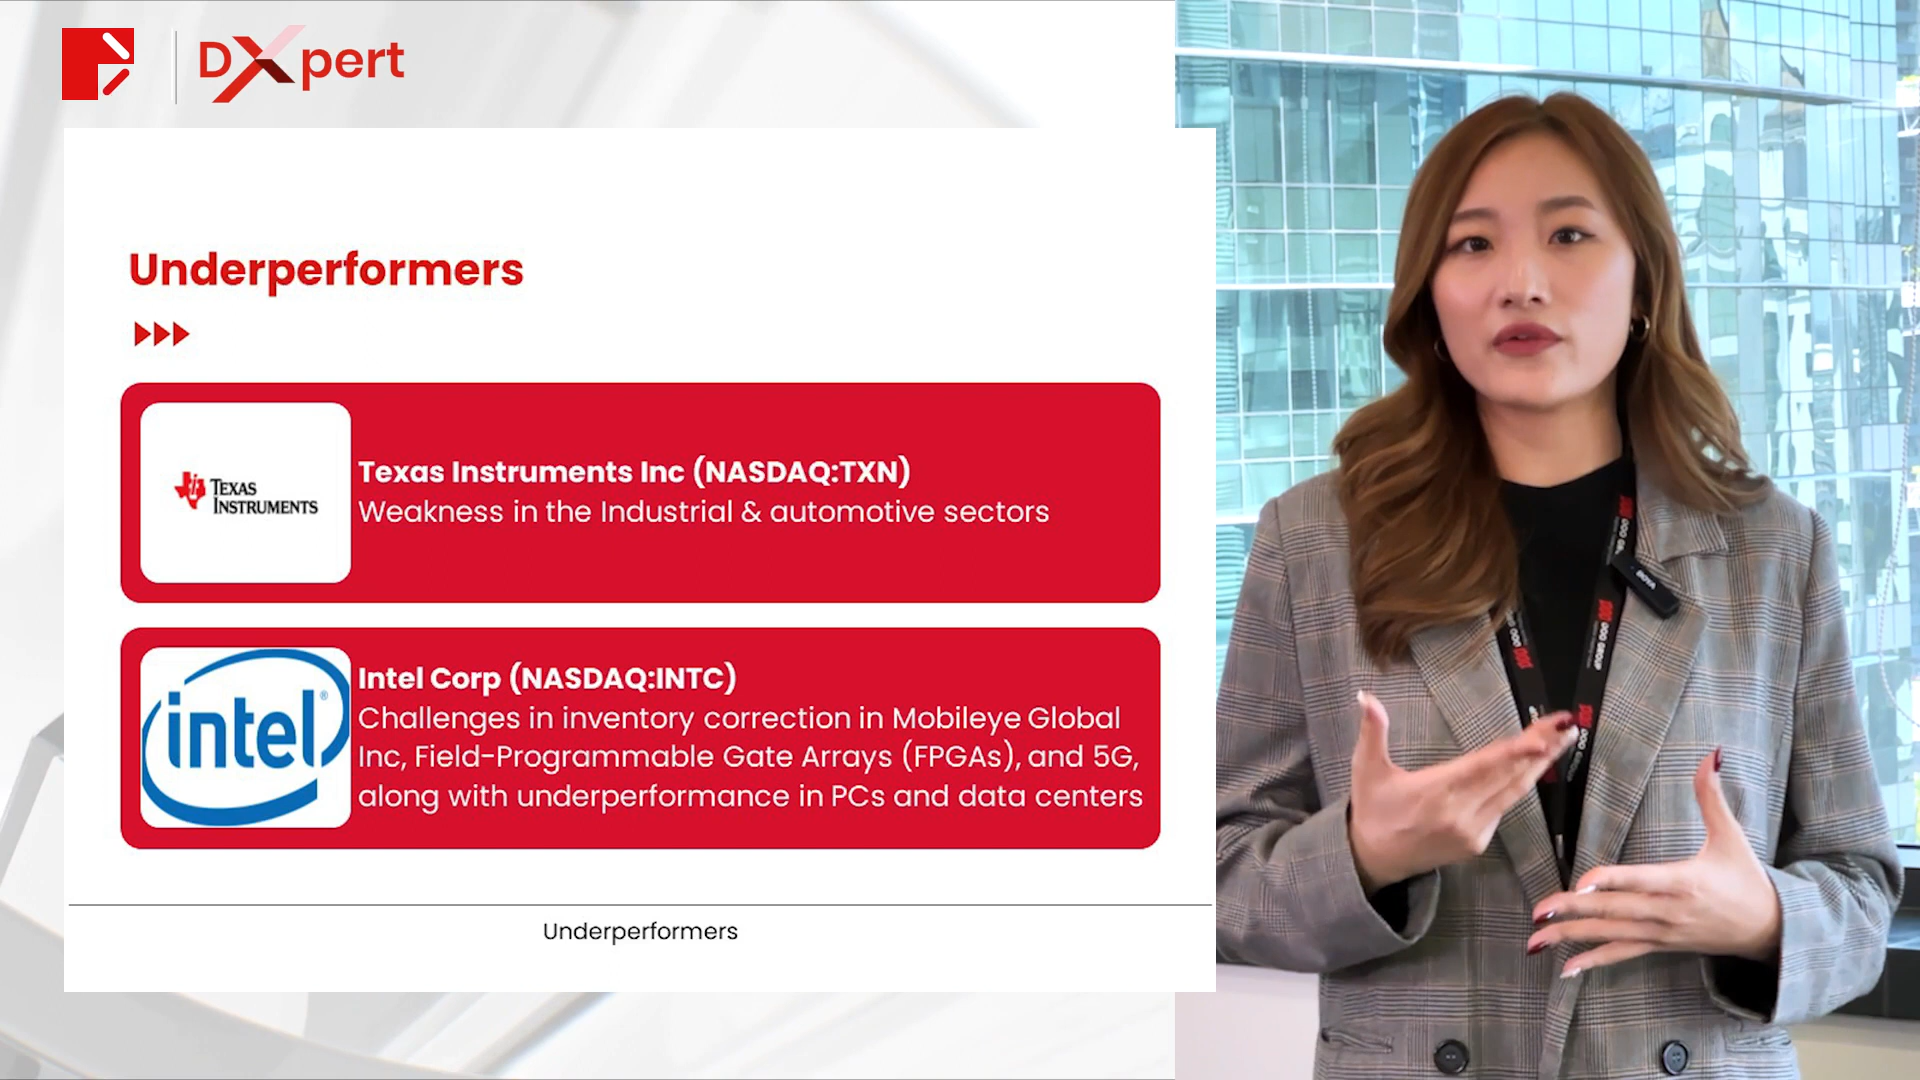 DXpert
Underperformers
TEXAS
INSTRUMENTS
Texas Instruments Inc (NASDAQ:TXN)
Weakness in the Industrial & automotive sectors
intel®
Intel Corp (NASDAQ:INTC)
Challenges in inventory correction in Mobileye Global
Inc, Field-Programmable Gate Arrays (FPGAs), and 5G,
along with underperformance in PCs and data centers
Underperformers
BOYA